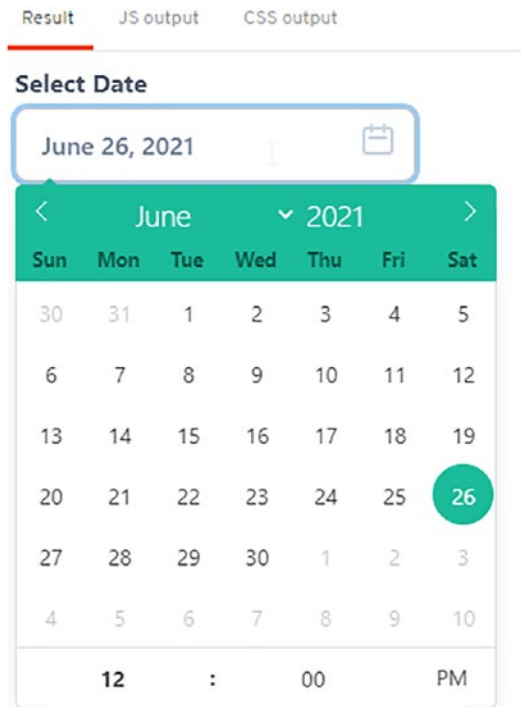 Result JS output CSS output
Select Date
June 26, 2021
June 2021
Sun Mon Tue Wed Thu Fri Sat
30 31 1 2 3 4 5
6 7 8 9 10 11 12
13 14 15 16 17 18 19
20 21 22 23 24 25 26
27 28 29 30 1 2 3
4 5 6 7 8 9 10
12 : 00 PM